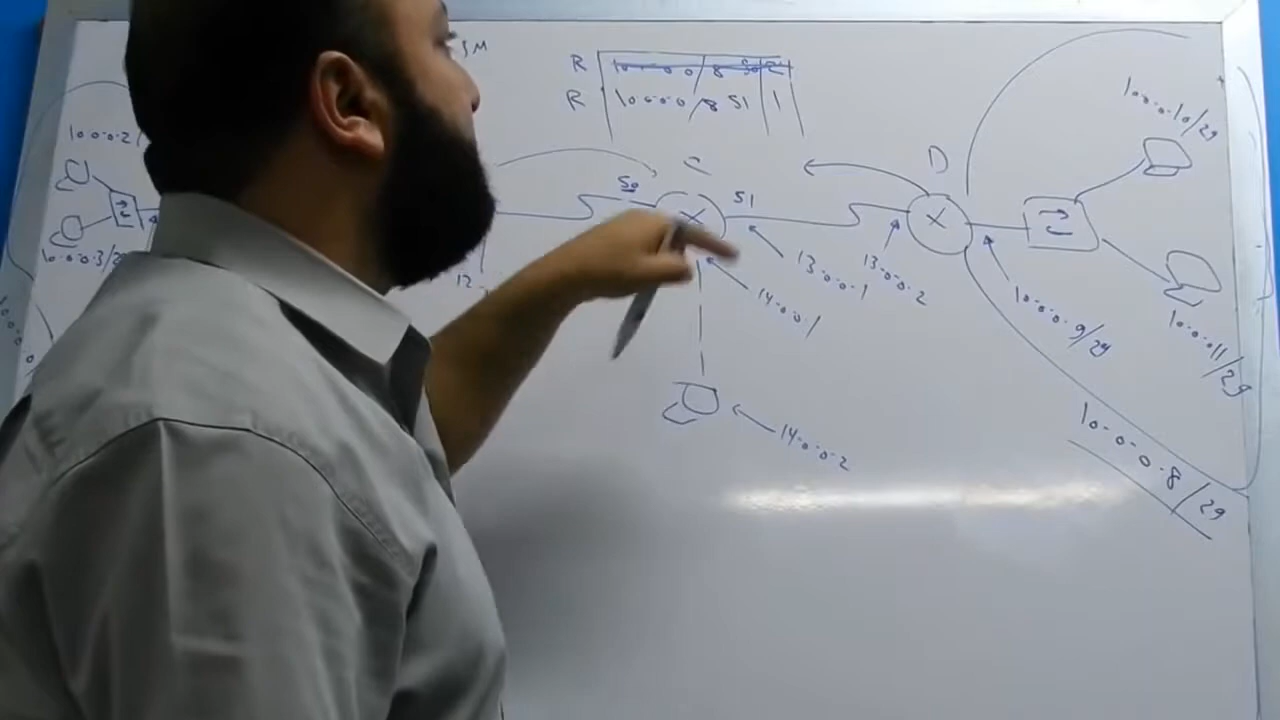 R 10.0.0.0/8 S0 2
R 10.0.0.0/8 S1 1
10.0.0.2/
10.0.0.3/2
C
D
S0
S1
12.
13.0.0.1
13.0.0.2
14.0.0.1
14.0.0.2
10.0.0.10/29
10.0.0.9/29
10.0.0.11/29
10.0.0.8/29